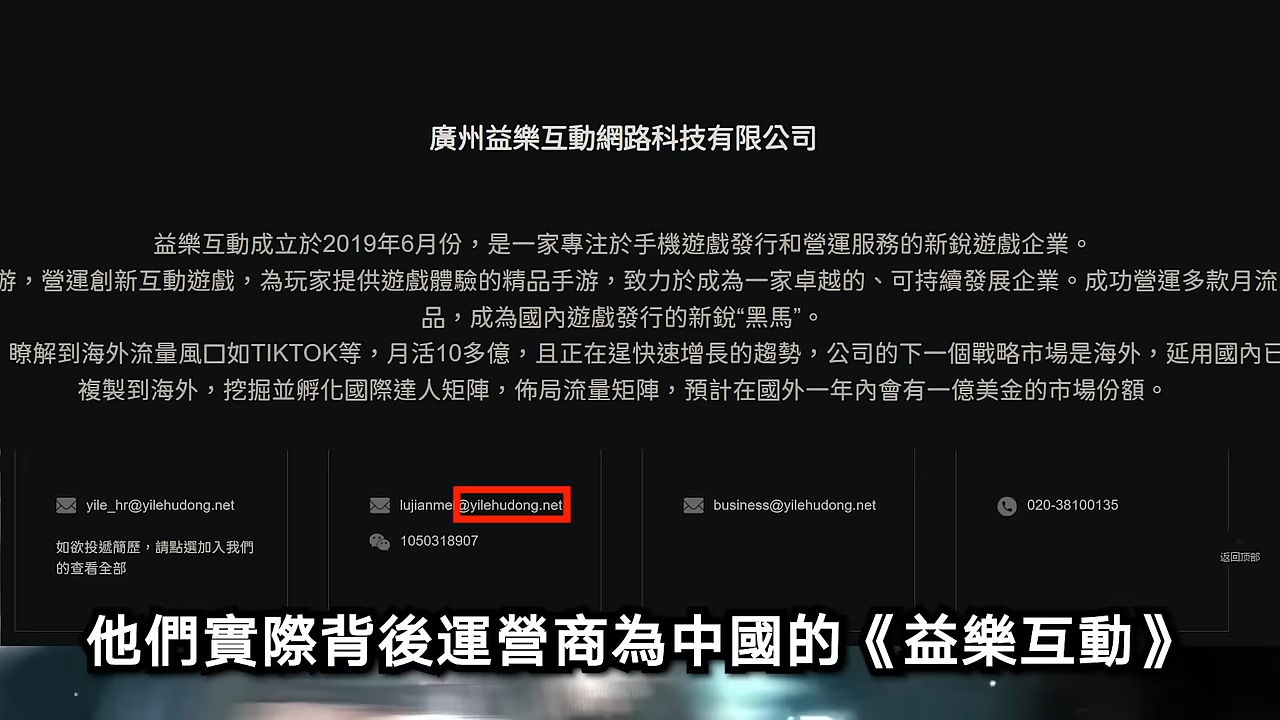 廣州益樂互動網路科技有限公司
益樂互動成立於2019年6月份，是一家專注於手機遊戲發行和營運服務的新銳遊戲企業。
游，營運創新互動遊戲，為玩家提供遊戲體驗的精品手游，致力於成為一家卓越的、可持續發展企業。成功營運多款月流
品，成為國內遊戲發行的新銳“黑馬”。
瞭解到海外流量風口如TIKTOK等，月活10多億，且正在逞快速增長的趨勢，公司的下一個戰略市場是海外，延用國內已
複製到海外，挖掘並孵化國際達人矩陣，佈局流量矩陣，預計在國外一年內會有一億美金的市場份額。
yile_hr@yilehudong.net
如欲投遞簡歷，請點選加入我們
的查看全部
lujianmei@yilehudong.net
1050318907
business@yilehudong.net
020-38100135
返回顶部
他們實際背後運營商為中國的《益樂互動》